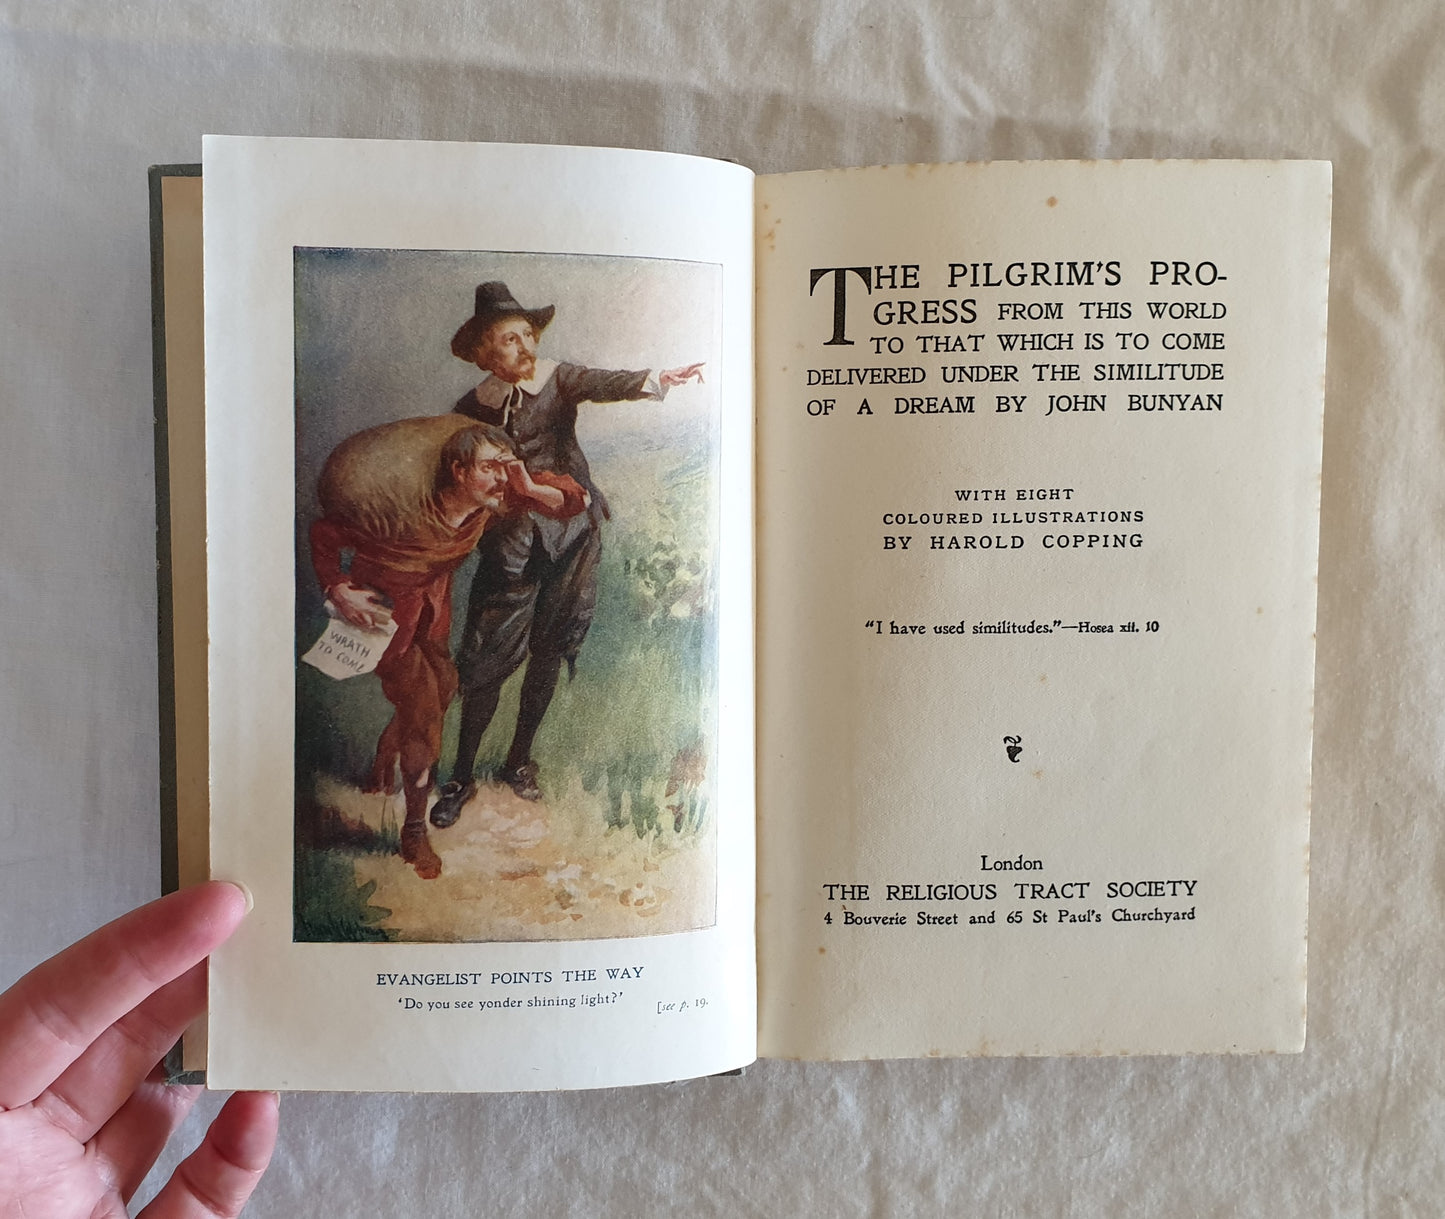 WRATH
TO COME
EVANGELIST POINTS THE WAY
'Do you see yonder shining light?'
[see p. 19.
THE PILGRIM'S PRO-
GRESS FROM THIS WORLD
TO THAT WHICH IS TO COME
DELIVERED UNDER THE SIMILITUDE
OF A DREAM BY JOHN BUNYAN
WITH EIGHT
COLOURED ILLUSTRATIONS
BY HAROLD COPPING
"I have used similitudes."—Hosea xii. 10
London
THE RELIGIOUS TRACT SOCIETY
4 Bouverie Street and 65 St Paul's Churchyard